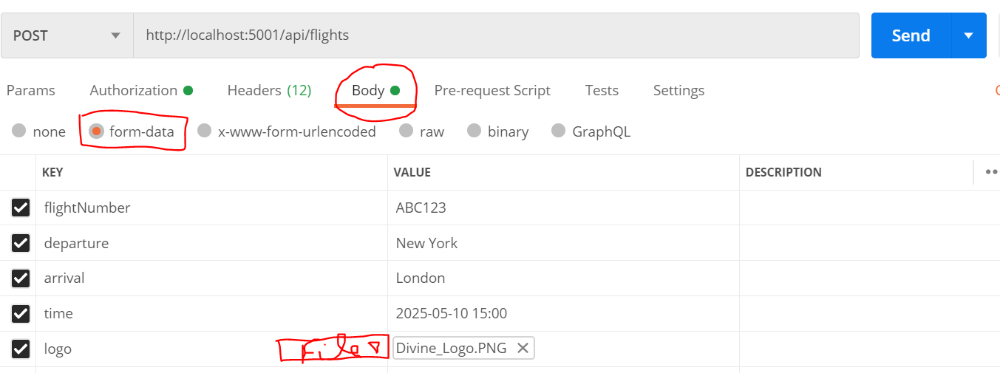 POST http://localhost:5001/api/flights Send
Params Authorization Headers (12) Body Pre-request Script Tests Settings
none form-data x-www-form-urlencoded raw binary GraphQL
KEY VALUE DESCRIPTION
flightNumber ABC123
departure New York
arrival London
time 2025-05-10 15:00
logo File Divine_Logo.PNG